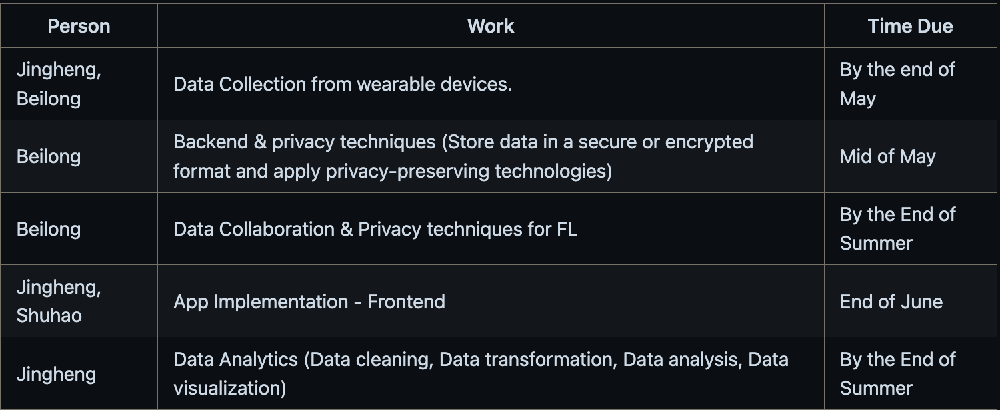 Person Work Time Due
Jingheng,
Beilong
Data Collection from wearable devices.
By the end of
May
Beilong
Backend & privacy techniques (Store data in a secure or encrypted
format and apply privacy-preserving technologies)
Mid of May
Beilong
Data Collaboration & Privacy techniques for FL
By the End of
Summer
Jingheng,
Shuhao
App Implementation - Frontend
End of June
Jingheng
Data Analytics (Data cleaning, Data transformation, Data analysis, Data
visualization)
By the End of
Summer